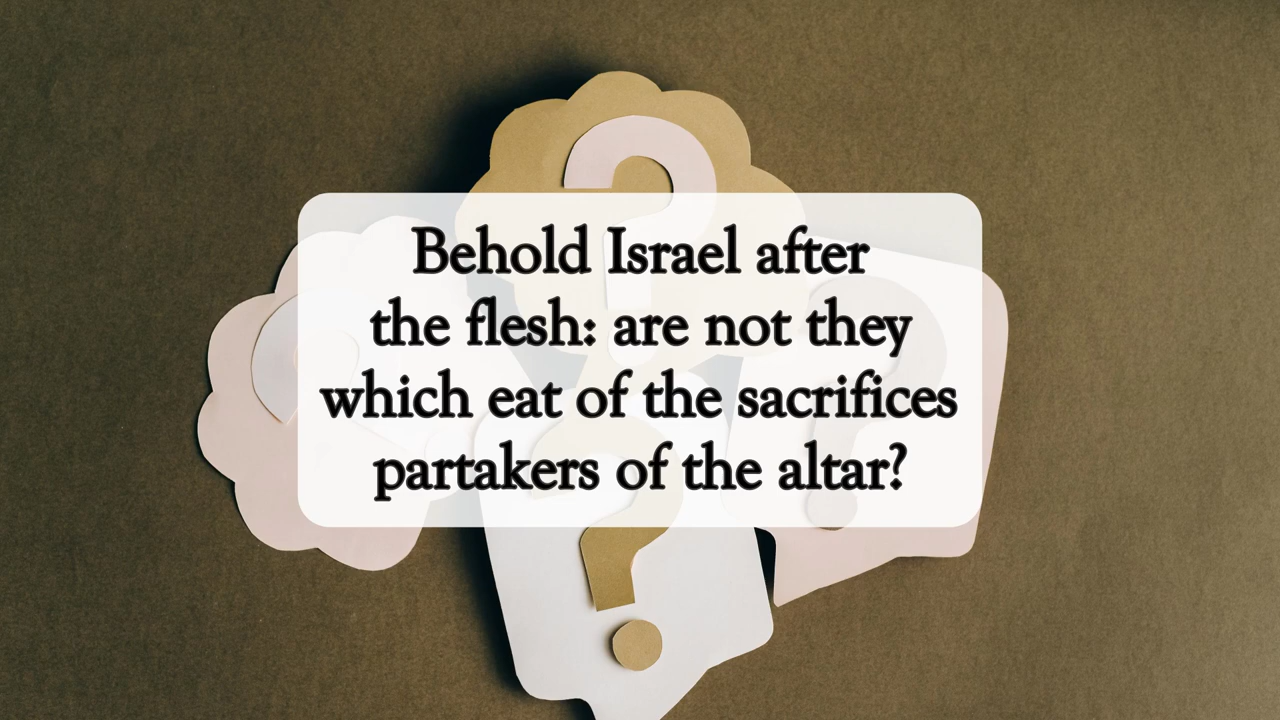 Behold Israel after
the flesh: are not they
which eat of the sacrifices
partakers of the altar?